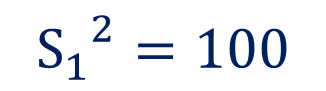 S₁² = 100